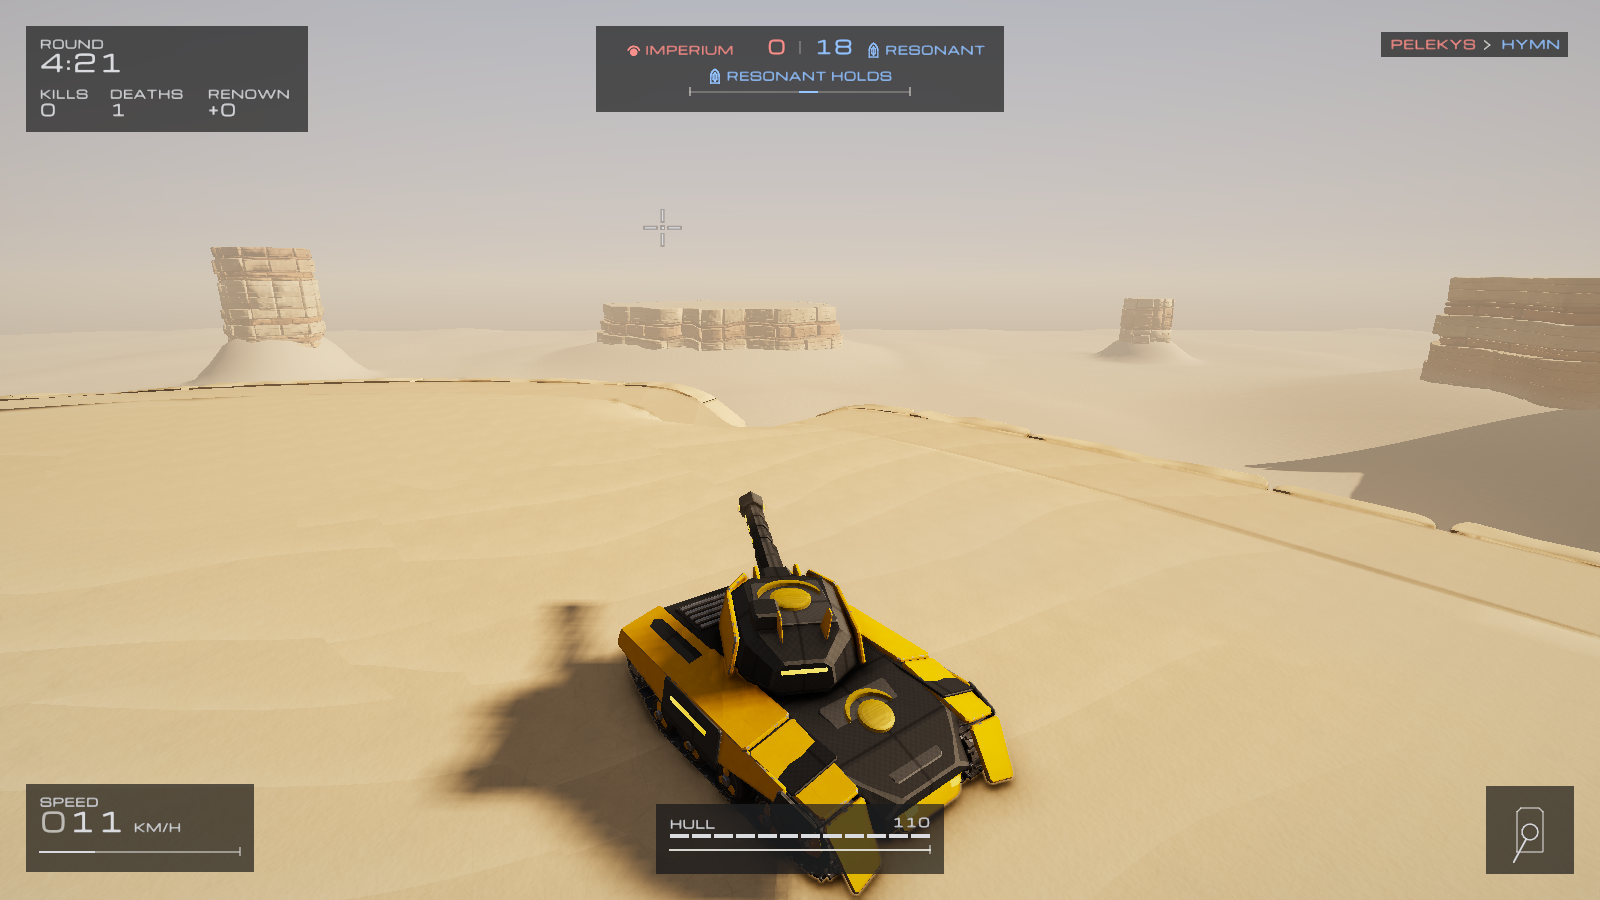 ROUND
4:21
KILLS DEATHS RENOWN
0 1 +0
IMPERIUM 0 | 18 RESONANT
RESONANT HOLDS
PELEKYS > HYMN
SPEED
011 KM/H
HULL 110